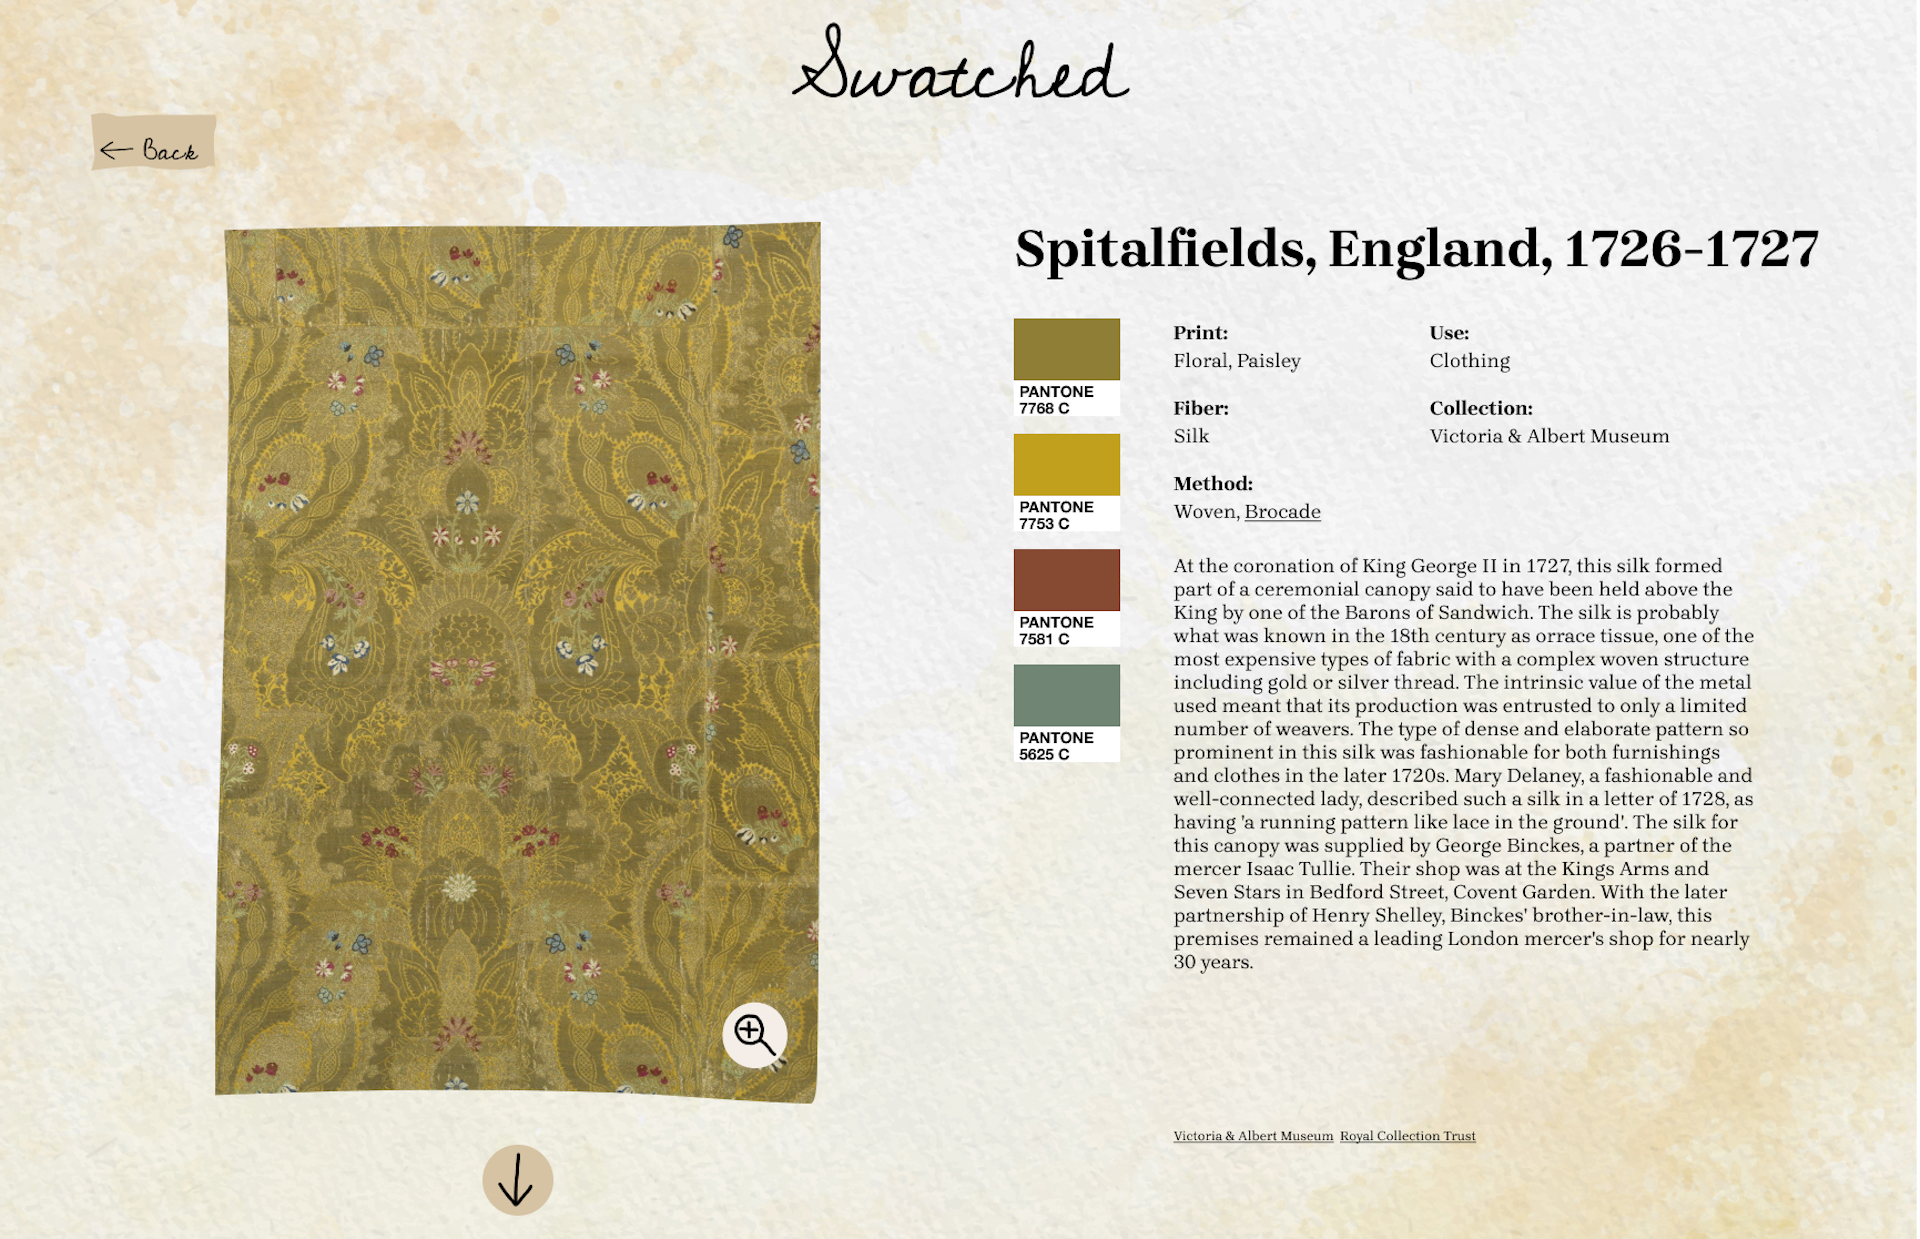 Swatched
← Back
Spitalfields, England, 1726-1727
PANTONE
7768 C
PANTONE
7753 C
PANTONE
7581 C
PANTONE
5625 C
Print:
Floral, Paisley
Use:
Clothing
Fiber:
Silk
Collection:
Victoria & Albert Museum
Method:
Woven, Brocade
At the coronation of King George II in 1727, this silk formed
part of a ceremonial canopy said to have been held above the
King by one of the Barons of Sandwich. The silk is probably
what was known in the 18th century as orrace tissue, one of the
most expensive types of fabric with a complex woven structure
including gold or silver thread. The intrinsic value of the metal
used meant that its production was entrusted to only a limited
number of weavers. The type of dense and elaborate pattern so
prominent in this silk was fashionable for both furnishings
and clothes in the later 1720s. Mary Delaney, a fashionable and
well-connected lady, described such a silk in a letter of 1728, as
having 'a running pattern like lace in the ground'. The silk for
this canopy was supplied by George Binckes, a partner of the
mercer Isaac Tullie. Their shop was at the Kings Arms and
Seven Stars in Bedford Street, Covent Garden. With the later
partnership of Henry Shelley, Binckes' brother-in-law, this
premises remained a leading London mercer's shop for nearly
30 years.
Victoria & Albert Museum Royal Collection Trust